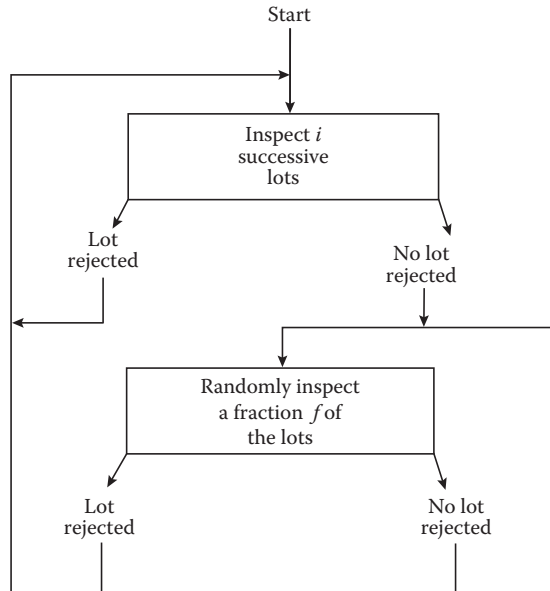 Start
Inspect i
successive
lots
Lot
rejected
No lot
rejected
Randomly inspect
a fraction f of
the lots
Lot
rejected
No lot
rejected